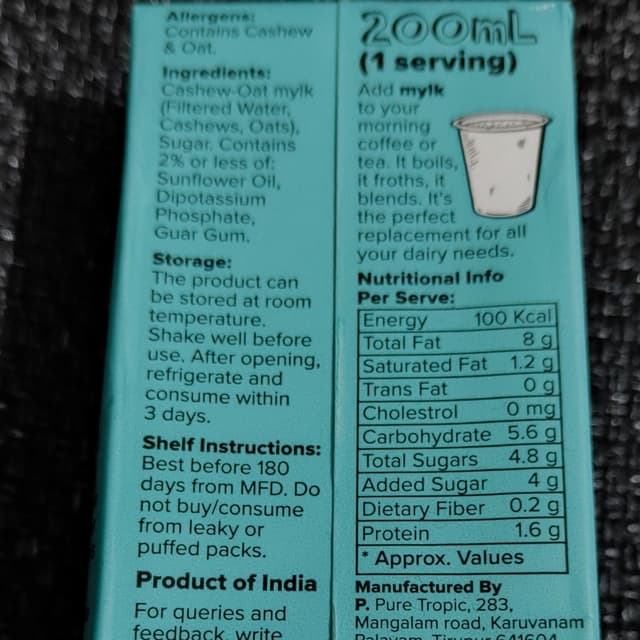 Allergens:
Contains Cashew
& Oat.
Ingredients:
Cashew-Oat mylk
(Filtered Water,
Cashews, Oats),
Sugar. Contains
2% or less of:
Sunflower Oil,
Dipotassium
Phosphate,
Guar Gum.
Storage:
The product can
be stored at room
temperature.
Shake well before
use. After opening,
refrigerate and
consume within
3 days.
Shelf Instructions:
Best before 180
days from MFD. Do
not buy/consume
from leaky or
puffed packs.
Product of India
For queries and
feedback, write
200mL
(1 serving)
Add mylk
to your
morning
coffee or
tea. It boils,
it froths, it
blends. It's
the perfect
replacement for all
your dairy needs.
Nutritional Info
Per Serve:
Energy 100 Kcal
Total Fat 8 g
Saturated Fat 1.2 g
Trans Fat 0 g
Cholestrol 0 mg
Carbohydrate 5.6 g
Total Sugars 4.8 g
Added Sugar 4 g
Dietary Fiber 0.2 g
Protein 1.6 g
* Approx. Values
Manufactured By
P. Pure Tropic, 283,
Mangalam road, Karuvanam
Palayam, Tirupur 641604